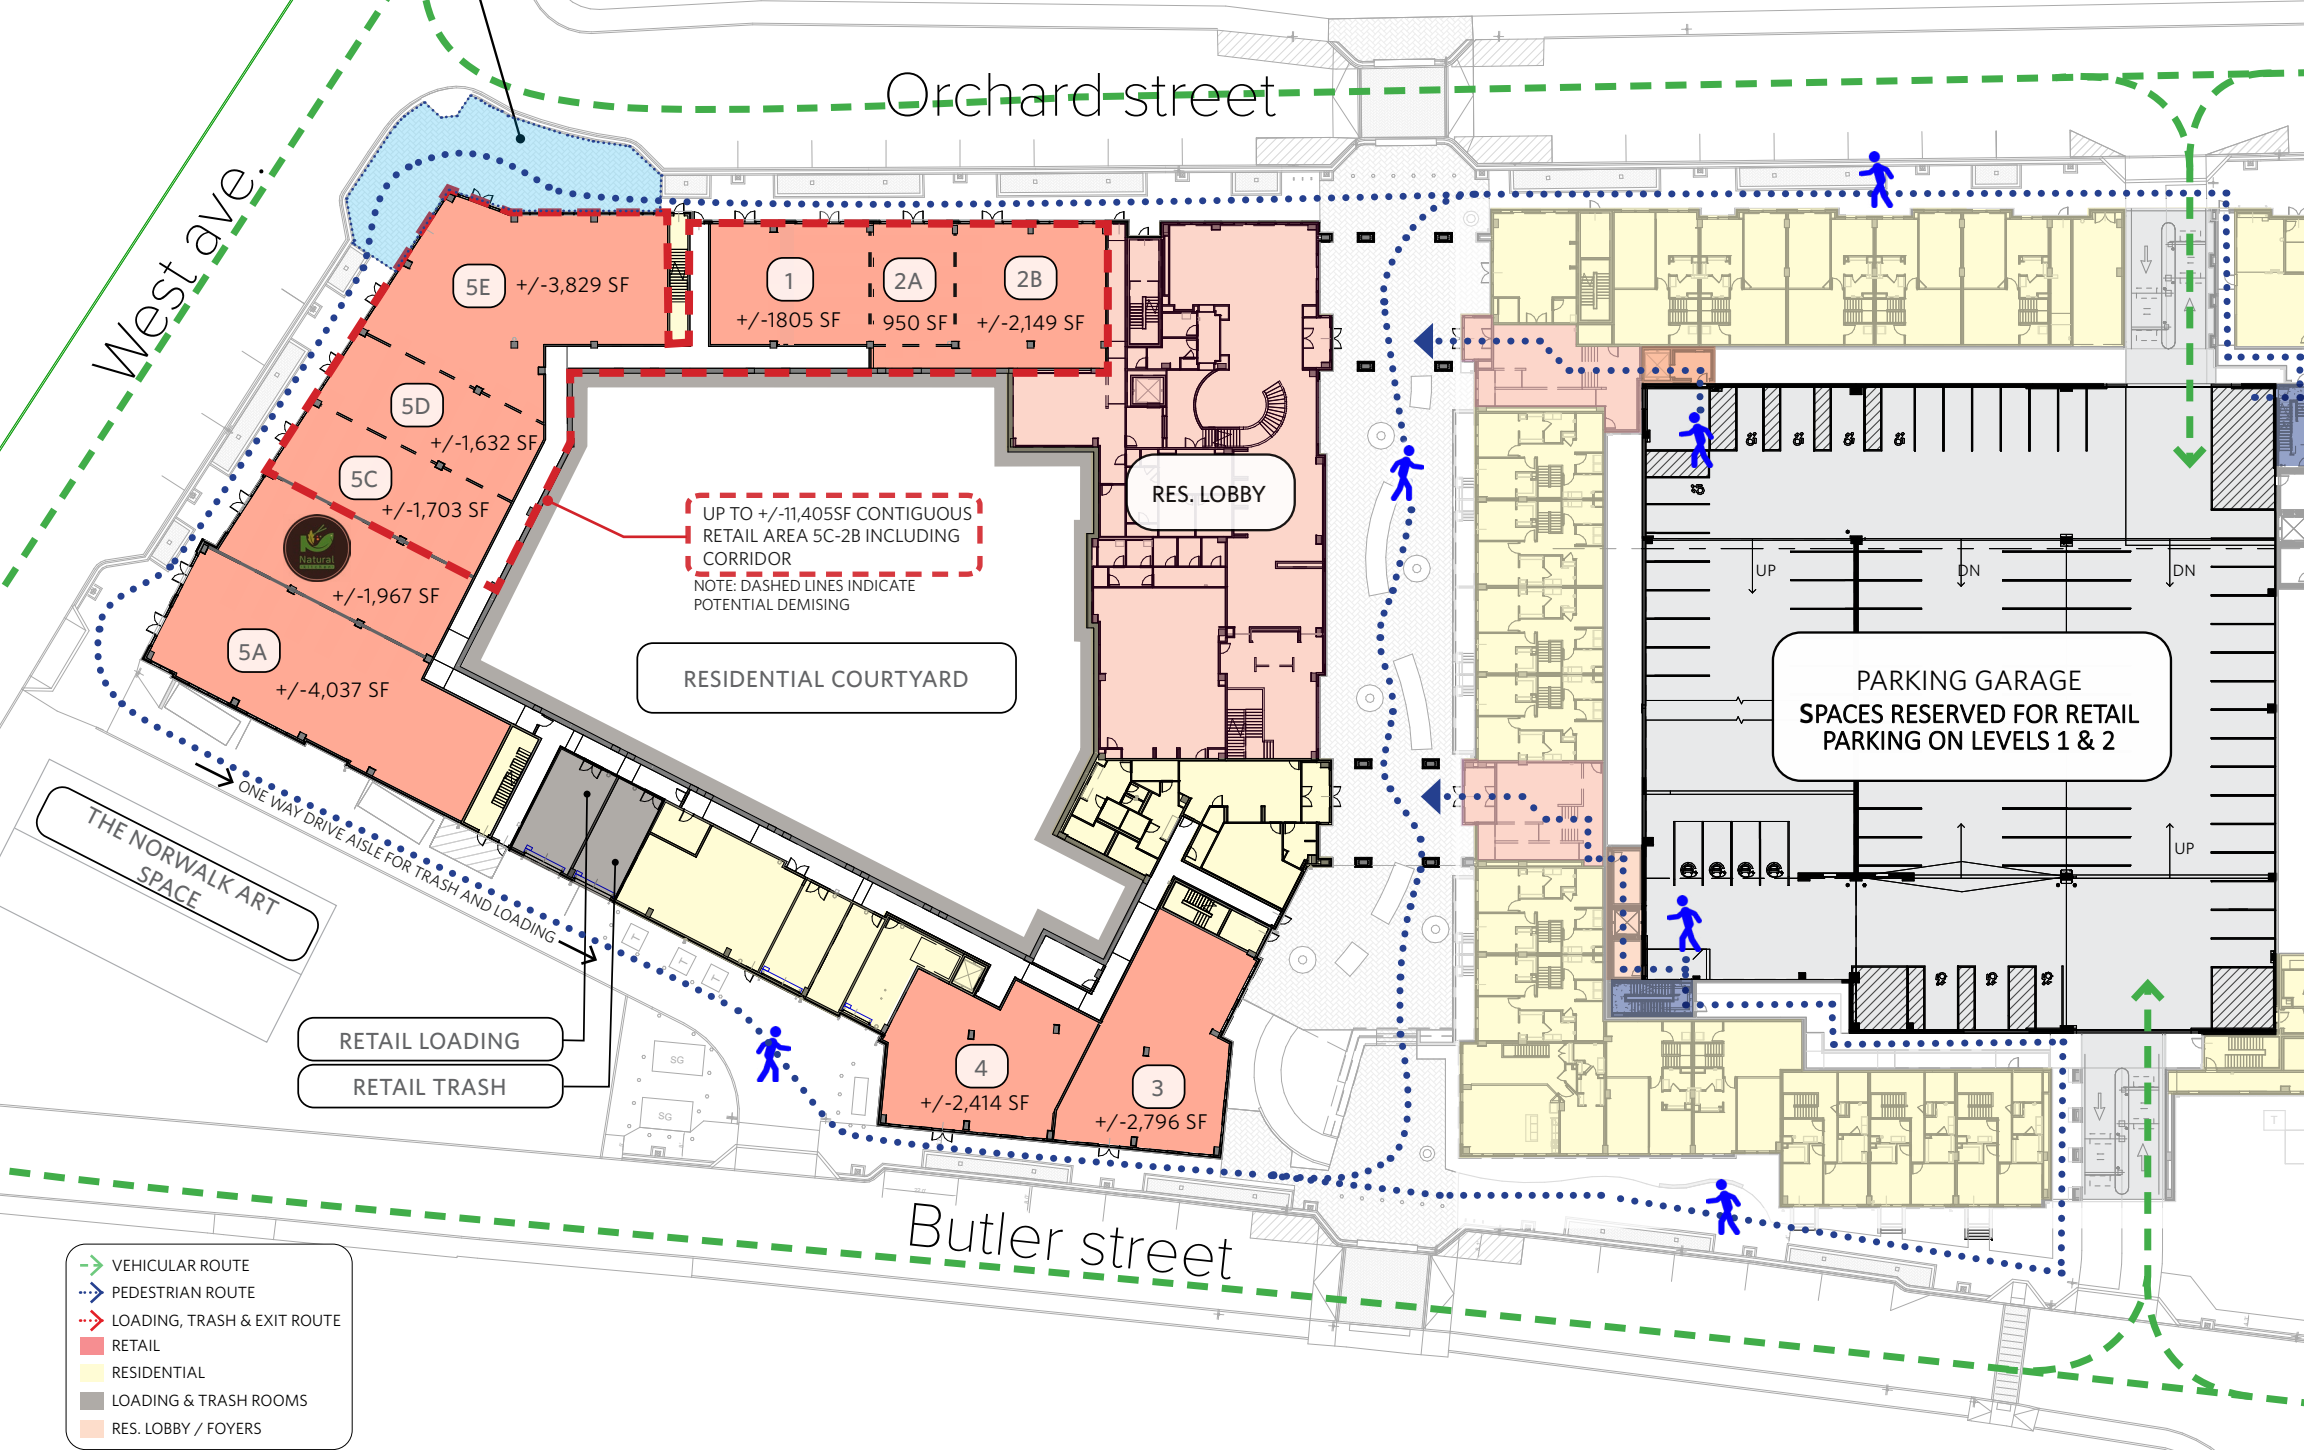 Orchard street
West ave.
5E
+/-3,829 SF
1
+/-1805 SF
2A
950 SF
2B
+/-2,149 SF
5D
+/-1,632 SF
5C
+/-1,703 SF
Natural
+/-1,967 SF
5A
+/-4,037 SF
UP TO +/-11,405SF CONTIGUOUS
RETAIL AREA 5C-2B INCLUDING
CORRIDOR
NOTE: DASHED LINES INDICATE
POTENTIAL DEMISING
RES. LOBBY
RESIDENTIAL COURTYARD
UP
DN
DN
PARKING GARAGE
SPACES RESERVED FOR RETAIL
PARKING ON LEVELS 1 & 2
UP
ONE WAY DRIVE AISLE FOR TRASH AND LOADING
THE NORWALK ART
SPACE
T
T
T
RETAIL LOADING
RETAIL TRASH
SG
SG
4
+/-2,414 SF
3
+/-2,796 SF
T
Butler street
VEHICULAR ROUTE
PEDESTRIAN ROUTE
LOADING, TRASH & EXIT ROUTE
RETAIL
RESIDENTIAL
LOADING & TRASH ROOMS
RES. LOBBY / FOYERS